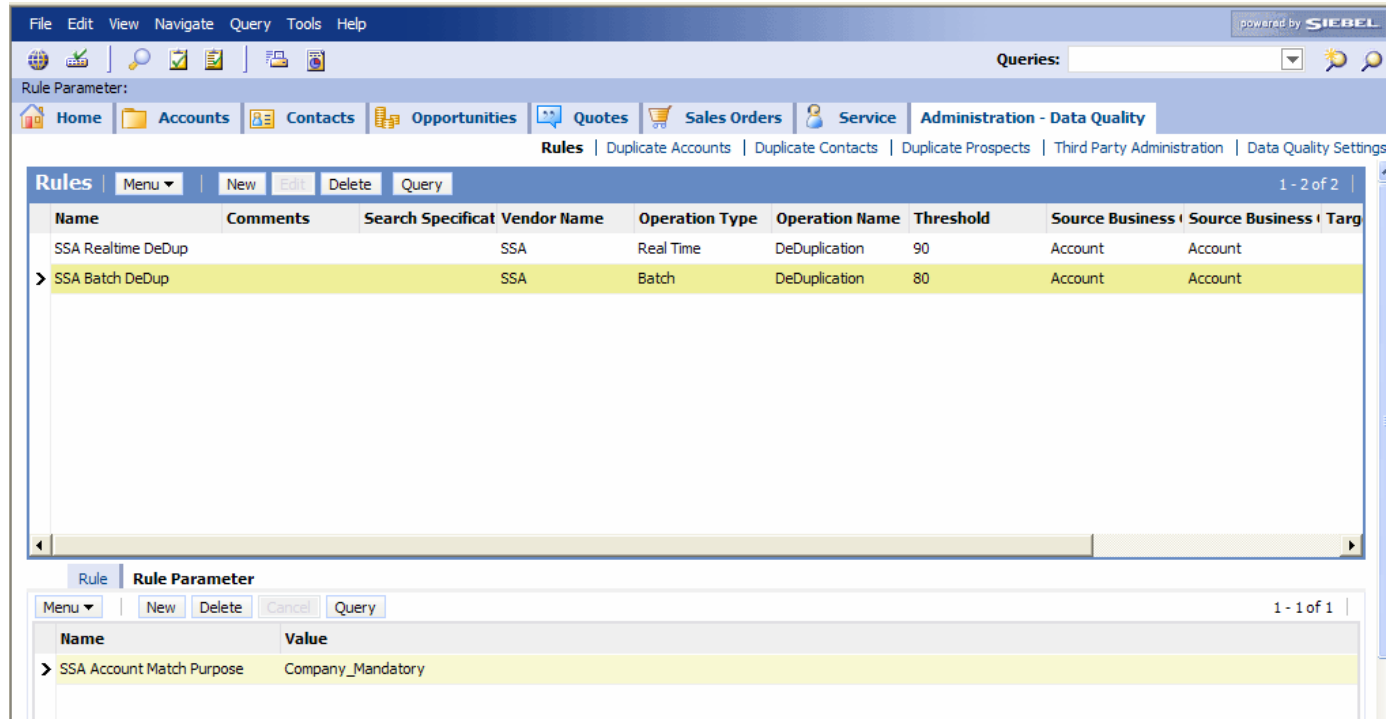 File Edit View Navigate Query Tools Help powered by SIEBEL
Queries:
Rule Parameter:
Home Accounts Contacts Opportunities Quotes Sales Orders Service Administration - Data Quality
Rules | Duplicate Accounts | Duplicate Contacts | Duplicate Prospects | Third Party Administration | Data Quality Settings
Rules Menu New Edit Delete Query 1 - 2 of 2
Name Comments Search Specificat Vendor Name Operation Type Operation Name Threshold Source Business Source Business Targ
SSA Realtime DeDup SSA Real Time DeDuplication 90 Account Account
SSA Batch DeDup SSA Batch DeDuplication 80 Account Account
Rule Rule Parameter
Menu New Delete Cancel Query 1 - 1 of 1
Name Value
SSA Account Match Purpose Company_Mandatory